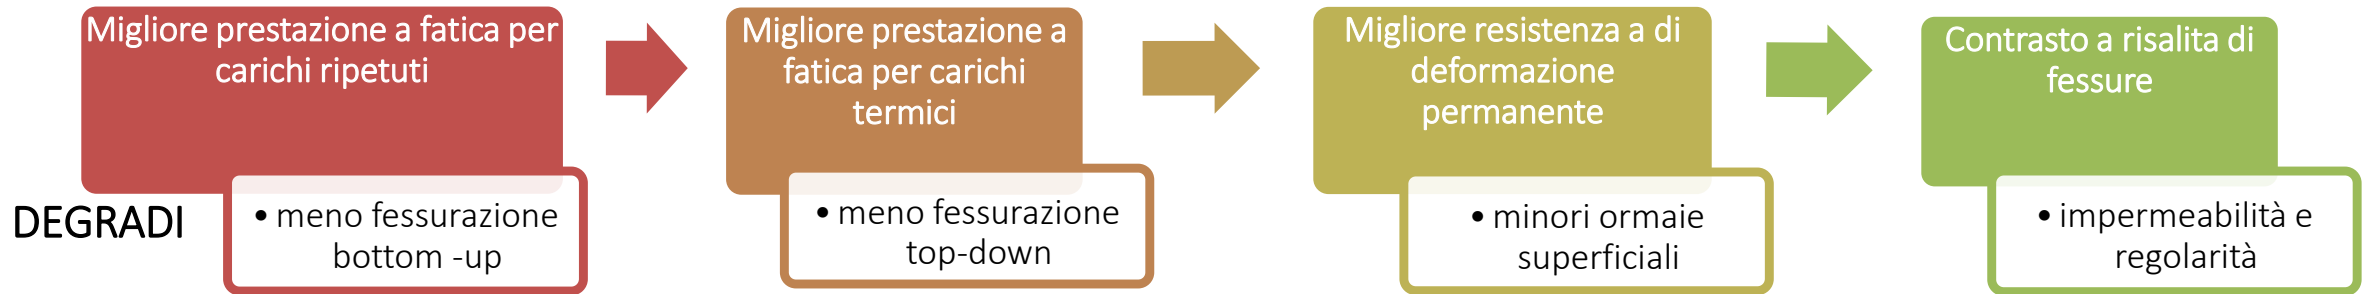 Migliore prestazione a fatica per
carichi ripetuti
Migliore prestazione a
fatica per carichi
termici
Migliore resistenza a di
deformazione
permanente
Contrasto a risalita di
fessure
DEGRADI
• meno fessurazione
bottom -up
• meno fessurazione
top-down
• minori ormaie
superficiali
• impermeabilità e
regolarità